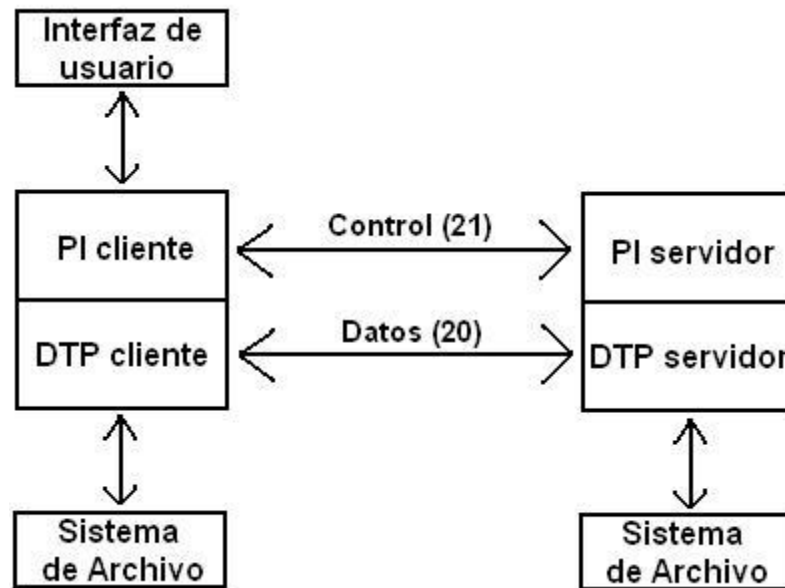 Interfaz de
usuario
PI cliente
Control (21)
PI servidor
DTP cliente
Datos (20)
DTP servidor
Sistema
de Archivo
Sistema
de Archivo